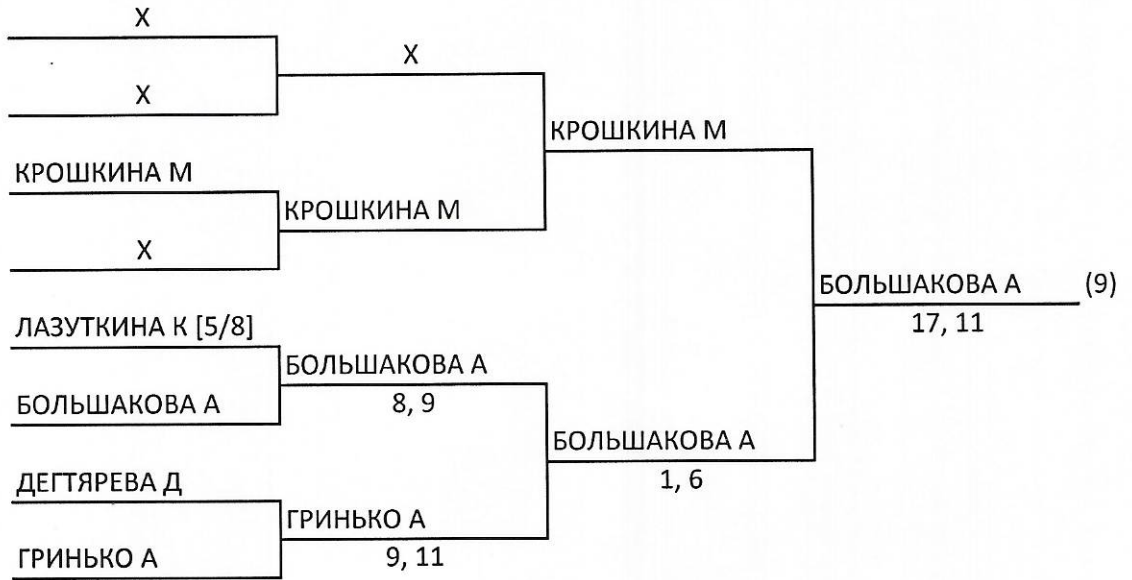 X
X
X
КРОШКИНА М
КРОШКИНА М
КРОШКИНА М
X
БОЛЬШАКОВА А (9)
17, 11
ЛАЗУТКИНА К [5/8]
БОЛЬШАКОВА А
8, 9
БОЛЬШАКОВА А
БОЛЬШАКОВА А
1, 6
ДЕГТЯРЕВА Д
ГРИНЬКО А
9, 11
ГРИНЬКО А